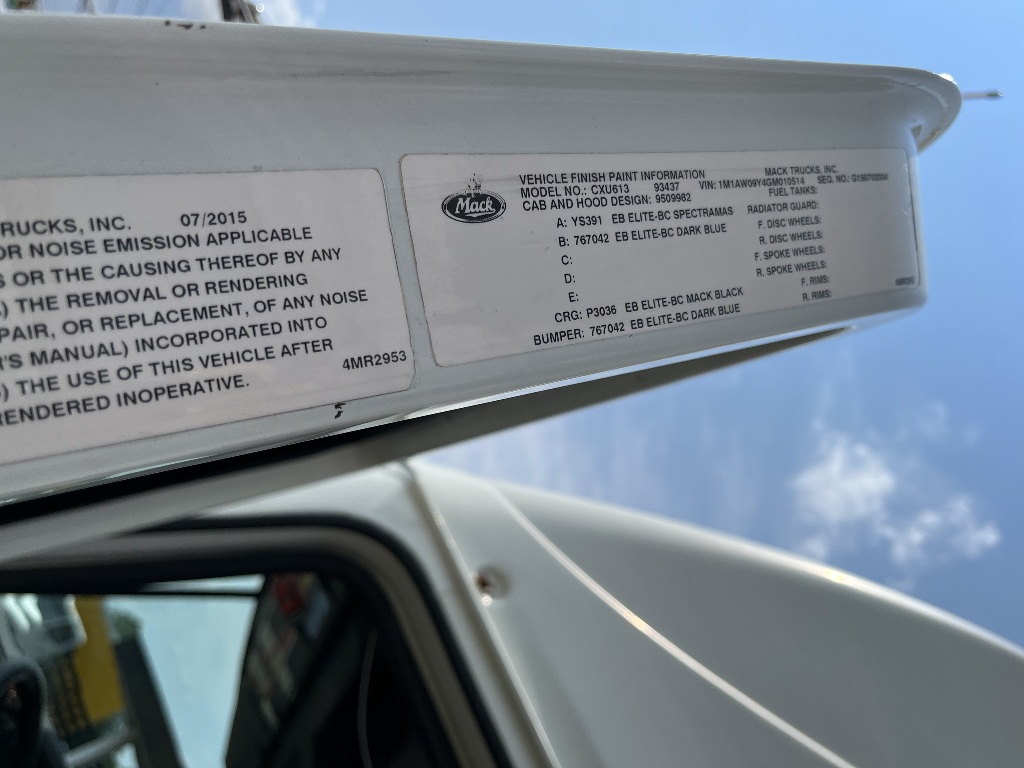 TRUCKS, INC. 07/2015
OR NOISE EMISSION APPLICABLE
S OR THE CAUSING THEREOF BY ANY
) THE REMOVAL OR RENDERING
PAIR, OR REPLACEMENT, OF ANY NOISE
R'S MANUAL) INCORPORATED INTO
) THE USE OF THIS VEHICLE AFTER
RENDERED INOPERATIVE.
4MR2953
Mack
VEHICLE FINISH PAINT INFORMATION MACK TRUCKS, INC.
MODEL NO.: CXU613 93437 VIN: 1M1AW09Y4GM010514 SEQ. NO.:
CAB AND HOOD DESIGN: 9509982 FUEL TANKS:
A: YS391 EB ELITE-BC SPECTRAMAS RADIATOR GUARD:
B: 767042 EB ELITE-BC DARK BLUE F. DISC WHEELS:
C: R. DISC WHEELS:
D: F. SPOKE WHEELS:
E: R. SPOKE WHEELS:
CRG: P3036 EB ELITE-BC MACK BLACK F. RIMS:
BUMPER: 767042 EB ELITE-BC DARK BLUE R. RIMS: